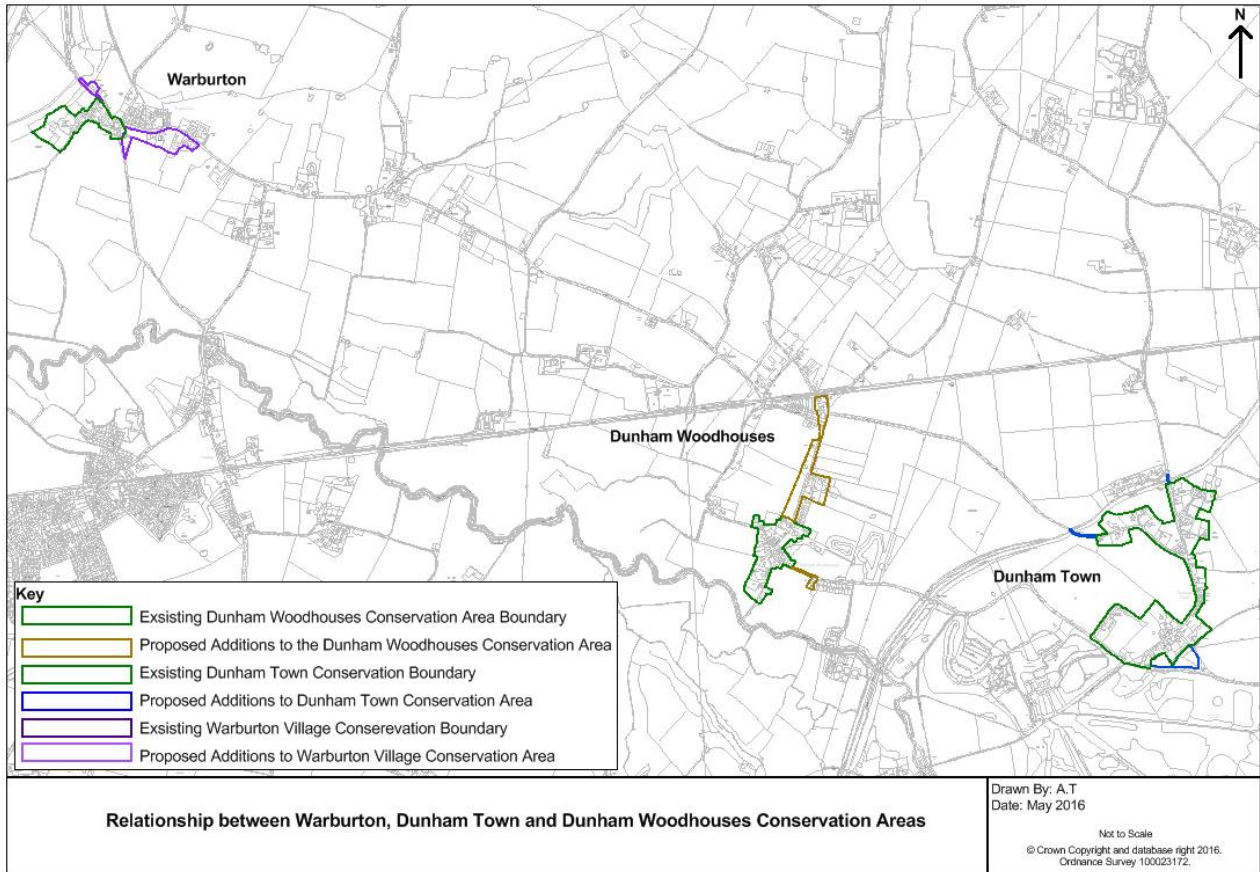 N
Warburton
Dunham Woodhouses
Dunham Town
Key
Exsisting Dunham Woodhouses Conservation Area Boundary
Proposed Additions to the Dunham Woodhouses Conservation Area
Exsisting Dunham Town Conservation Boundary
Proposed Additions to Dunham Town Conservation Area
Exsisting Warburton Village Conserevation Boundary
Proposed Additions to Warburton Village Conservation Area
Relationship between Warburton, Dunham Town and Dunham Woodhouses Conservation Areas
Drawn By: A.T
Date: May 2016
Not to Scale
© Crown Copyright and database right 2016.
Ordnance Survey 100023172.